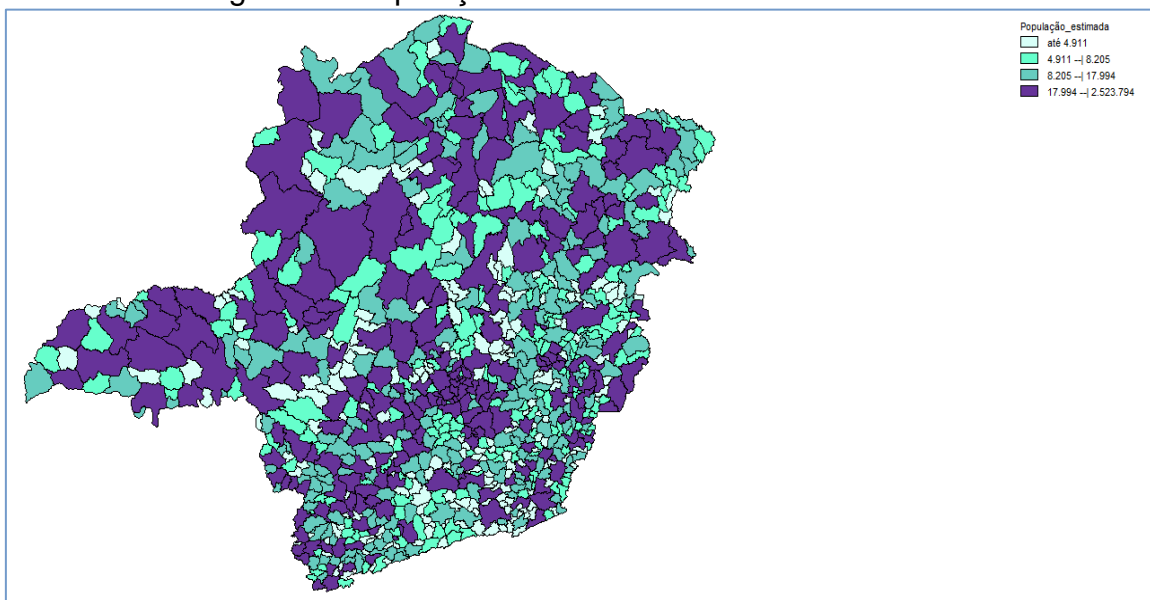 População_estimada
até 4.911
4.911 --| 8.205
8.205 --| 17.994
17.994 --| 2.523.794